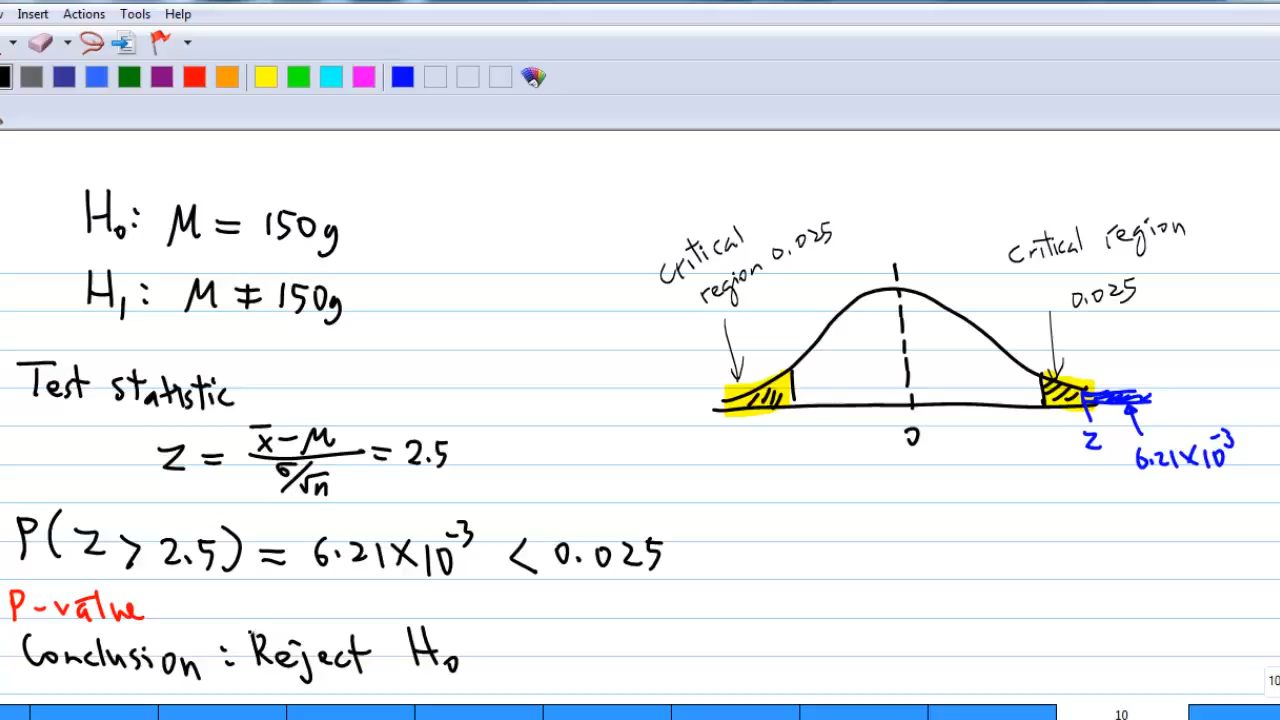 Insert Actions Tools Help
H₀: μ = 150g
H₁: μ ≠ 150g
Test statistic
z = (x̄ − μ)/(σ/√n) = 2.5
P(z > 2.5) = 6.21×10⁻³ < 0.025
P-value
Conclusion: Reject H₀
critical
region 0.025
critical region
0.025
0
z
6.21×10⁻³
10
10